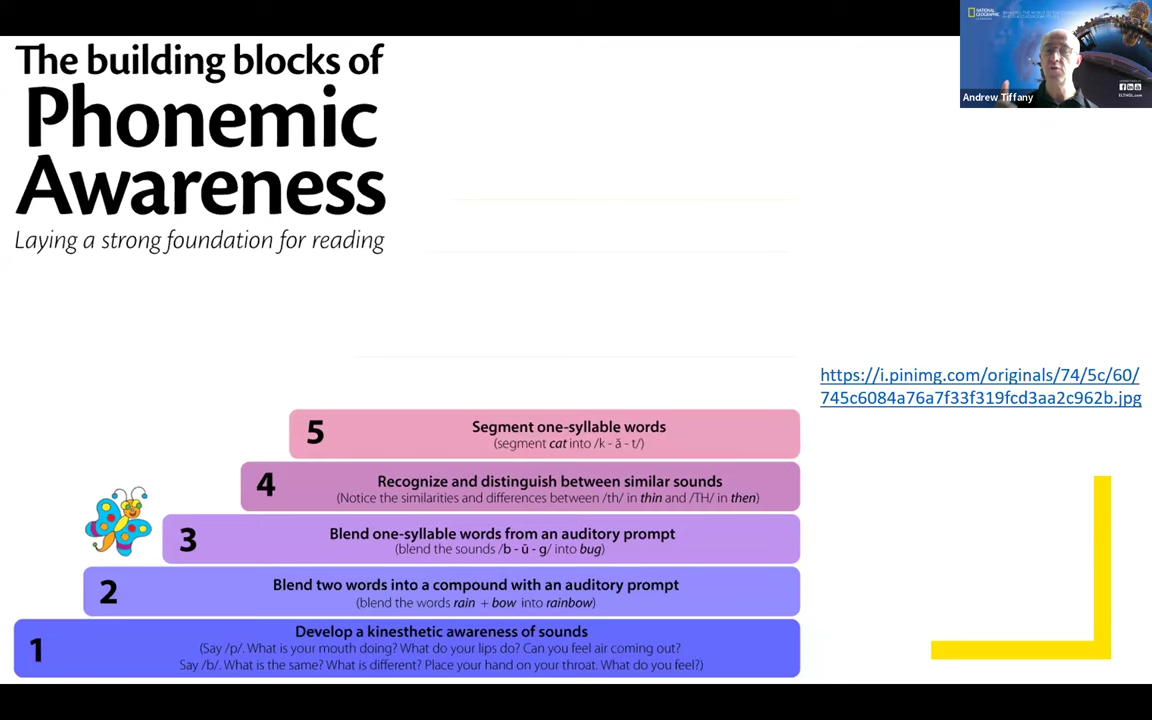 The building blocks of
Phonemic
Awareness
Laying a strong foundation for reading
NATIONAL
GEOGRAPHIC
Andrew Tiffany
ELTNGL.com
https://i.pinimg.com/originals/74/5c/60/
745c6084a76a7f33f319fcd3aa2c962b.jpg
5
Segment one-syllable words
(segment cat into /k - ă - t/)
4
Recognize and distinguish between similar sounds
(Notice the similarities and differences between /th/ in thin and /TH/ in then)
3
Blend one-syllable words from an auditory prompt
(blend the sounds /b - ŭ - g/ into bug)
2
Blend two words into a compound with an auditory prompt
(blend the words rain + bow into rainbow)
1
Develop a kinesthetic awareness of sounds
(Say /p/. What is your mouth doing? What do your lips do? Can you feel air coming out?
Say /b/. What is the same? What is different? Place your hand on your throat. What do you feel?)